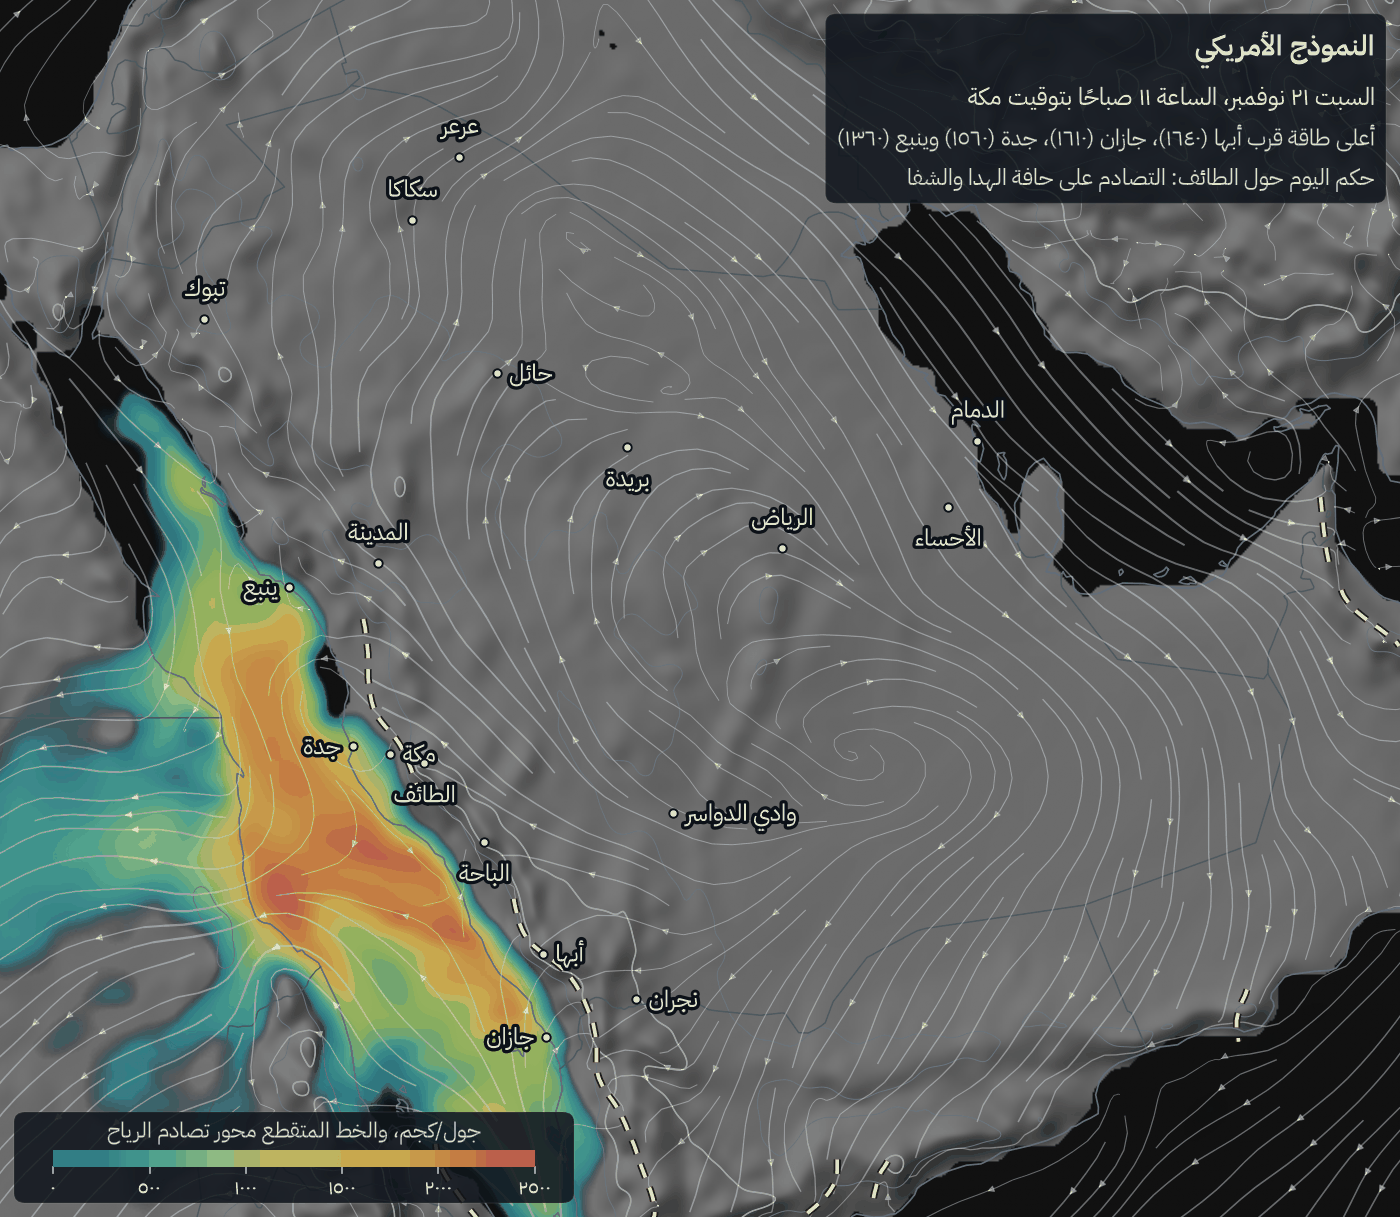 النموذج الأمريكي
السبت ٢١ نوفمبر، الساعة ١١ صباحًا بتوقيت مكة
أعلى طاقة قرب أبها (١٦٤٠)، جازان (١٦١٠)، جدة (١٥٦٠) وينبع (١٣٦٠)
حكم اليوم حول الطائف: التصادم على حافة الهدا والشفا
عرعر
سكاكا
تبوك
حائل
الدمام
بريدة
الرياض
الأحساء
المدينة
ينبع
جدة
مكة
الطائف
وادي الدواسر
الباحة
أبها
نجران
جازان
جول/كجم، والخط المتقطع محور تصادم الرياح
٠ ٥٠٠ ١٠٠٠ ١٥٠٠ ٢٠٠٠ ٢٥٠٠